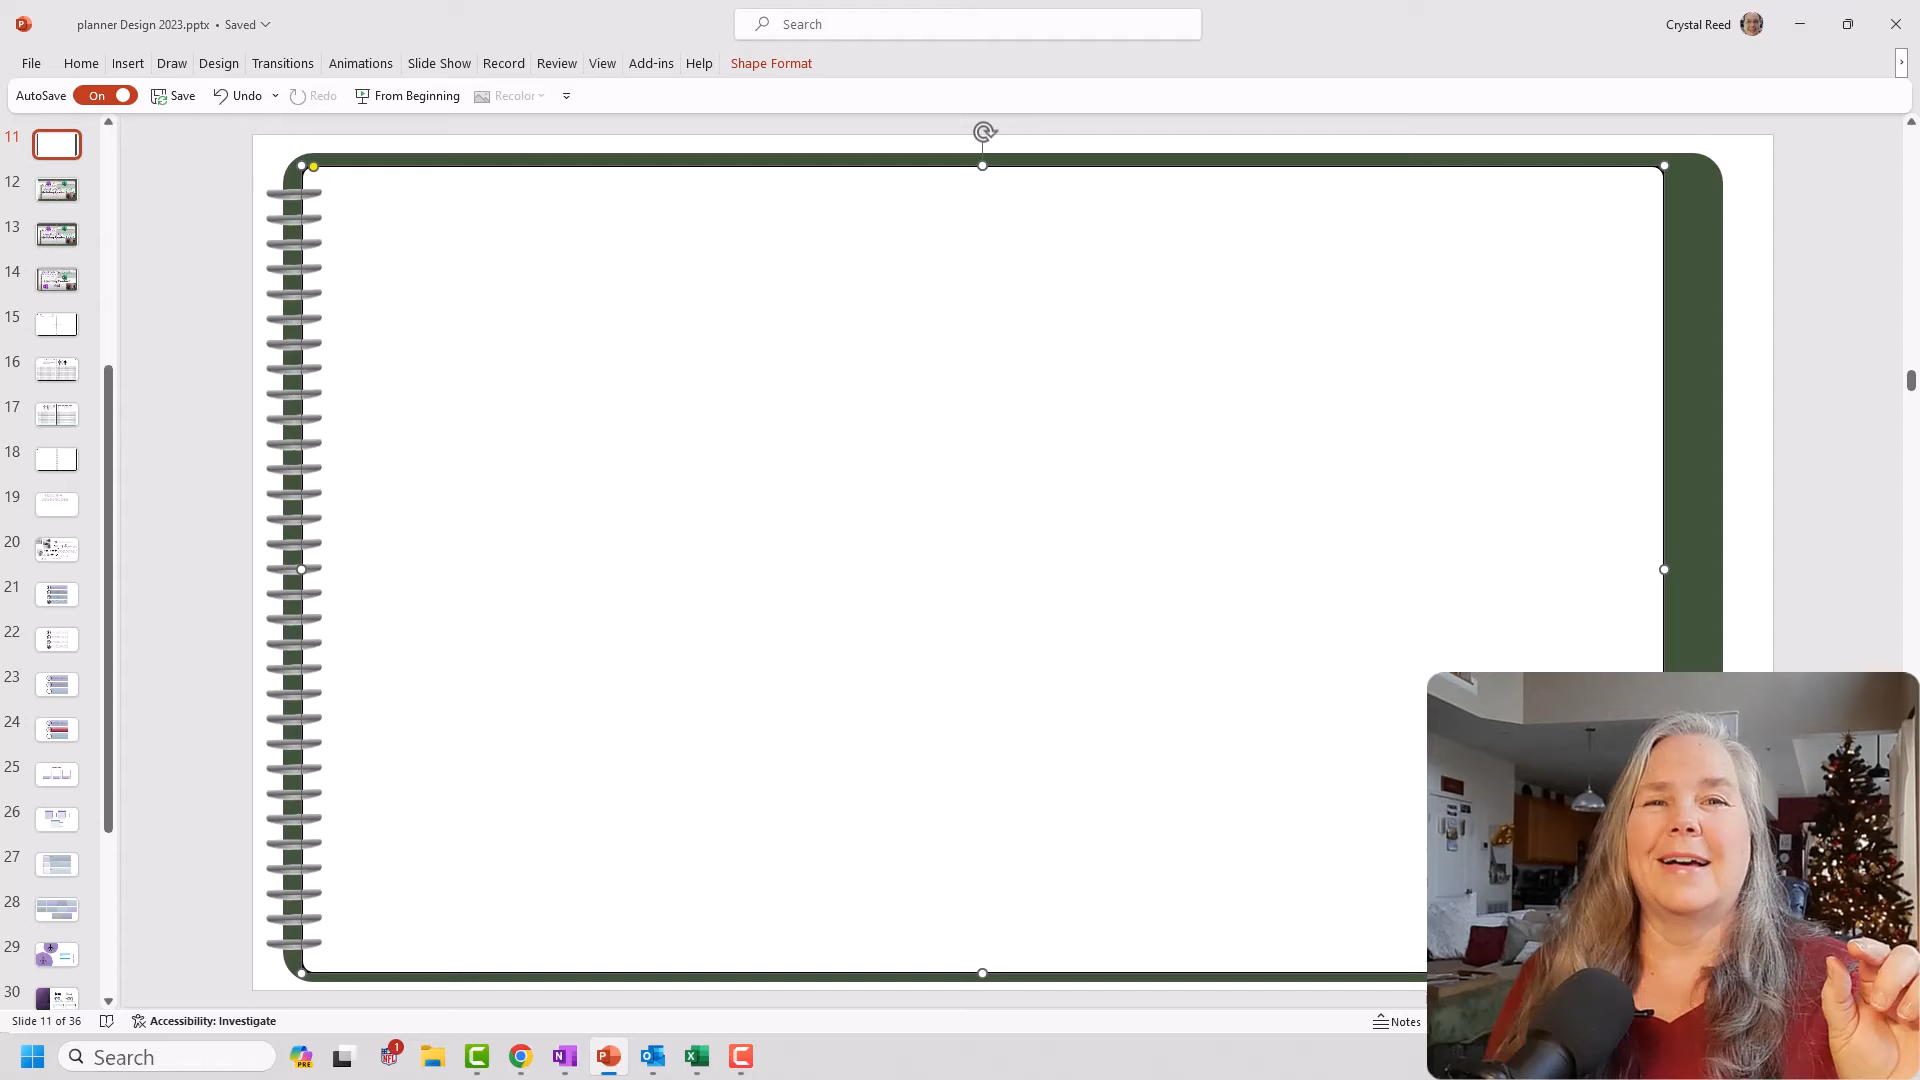 planner Design 2023.pptx • Saved
Search
Crystal Reed
File Home Insert Draw Design Transitions Animations Slide Show Record Review View Add-ins Help Shape Format
AutoSave On Save Undo Redo From Beginning Recolor
11
12
13
14
15
16
17
18
19
20
21
22
23
24
25
26
27
28
29
30
Slide 11 of 36 Accessibility: Investigate Notes
Search
PRE
NFL
1
N
P
C